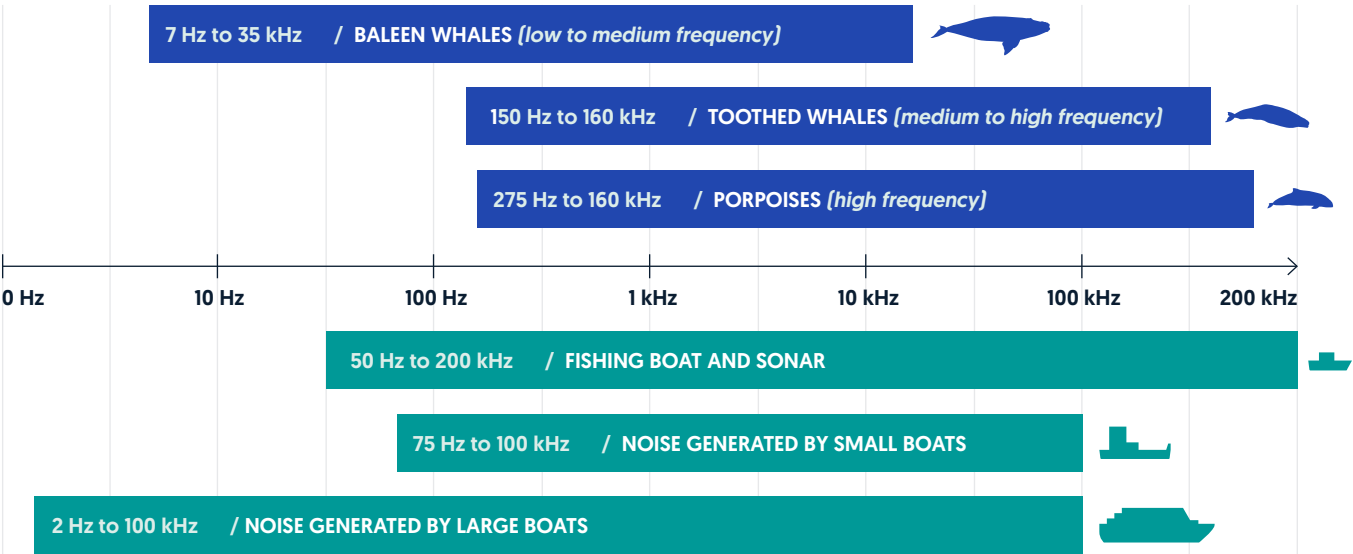 7 Hz to 35 kHz / BALEEN WHALES (low to medium frequency)
150 Hz to 160 kHz / TOOTHED WHALES (medium to high frequency)
275 Hz to 160 kHz / PORPOISES (high frequency)
0 Hz 10 Hz 100 Hz 1 kHz 10 kHz 100 kHz 200 kHz
50 Hz to 200 kHz / FISHING BOAT AND SONAR
75 Hz to 100 kHz / NOISE GENERATED BY SMALL BOATS
2 Hz to 100 kHz / NOISE GENERATED BY LARGE BOATS